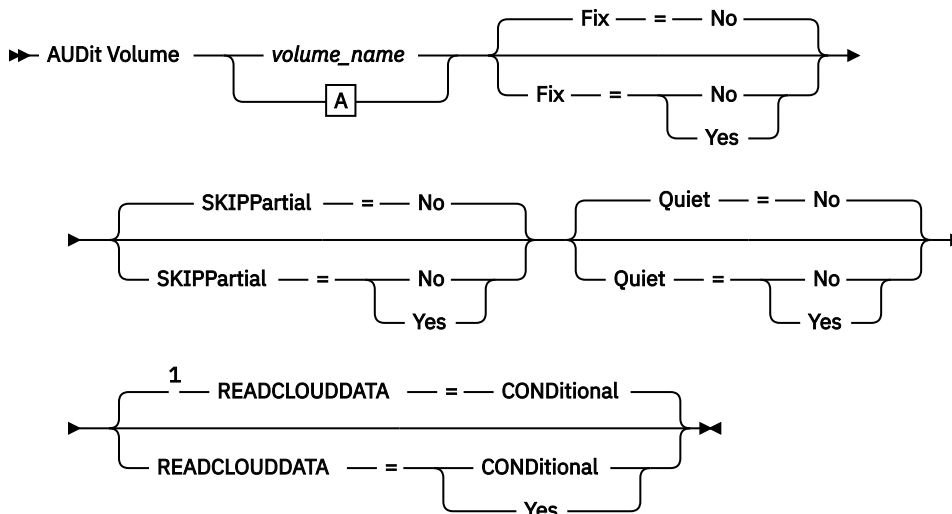 Fix = No
AUDit Volume volume_name
A
Fix = No
Yes
SKIPPartial = No
Quiet = No
SKIPPartial = No
Quiet = No
Yes
Yes
1
READCLOUDDATA = CONDitional
READCLOUDDATA = CONDitional
Yes